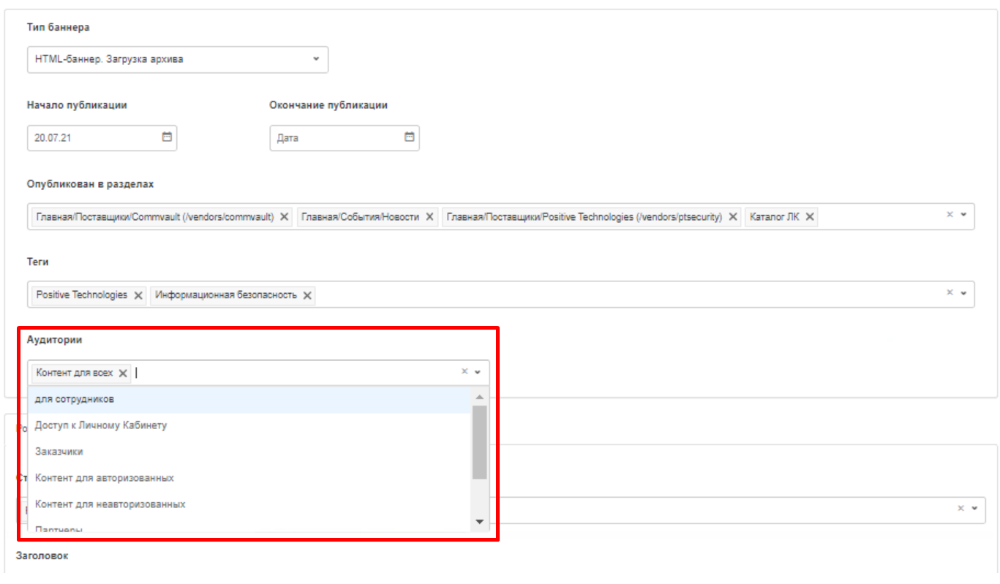 Тип баннера
HTML-баннер. Загрузка архива
Начало публикации Окончание публикации
20.07.21 Дата
Опубликован в разделах
Главная/Поставщики/Commvault (/vendors/commvault) Главная/События/Новости Главная/Поставщики/Positive Technologies (/vendors/ptsecurity) Каталог ЛК
Теги
Positive Technologies Информационная безопасность
Аудитории
Контент для всех
для сотрудников
Доступ к Личному Кабинету
Заказчики
Контент для авторизованных
Контент для неавторизованных
Партнеры
Заголовок